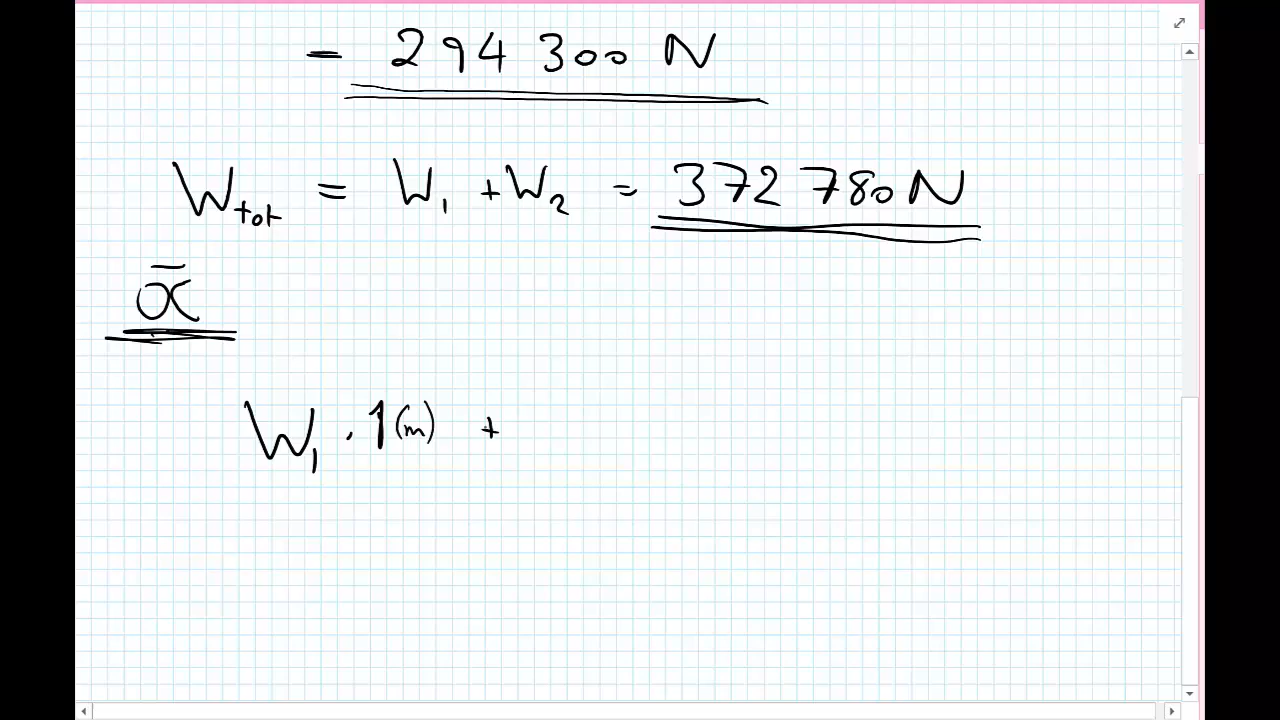 = 294 300 N
W_tot = W_1 + W_2 = 372 780 N
x̄
W_1 . 1(m) +